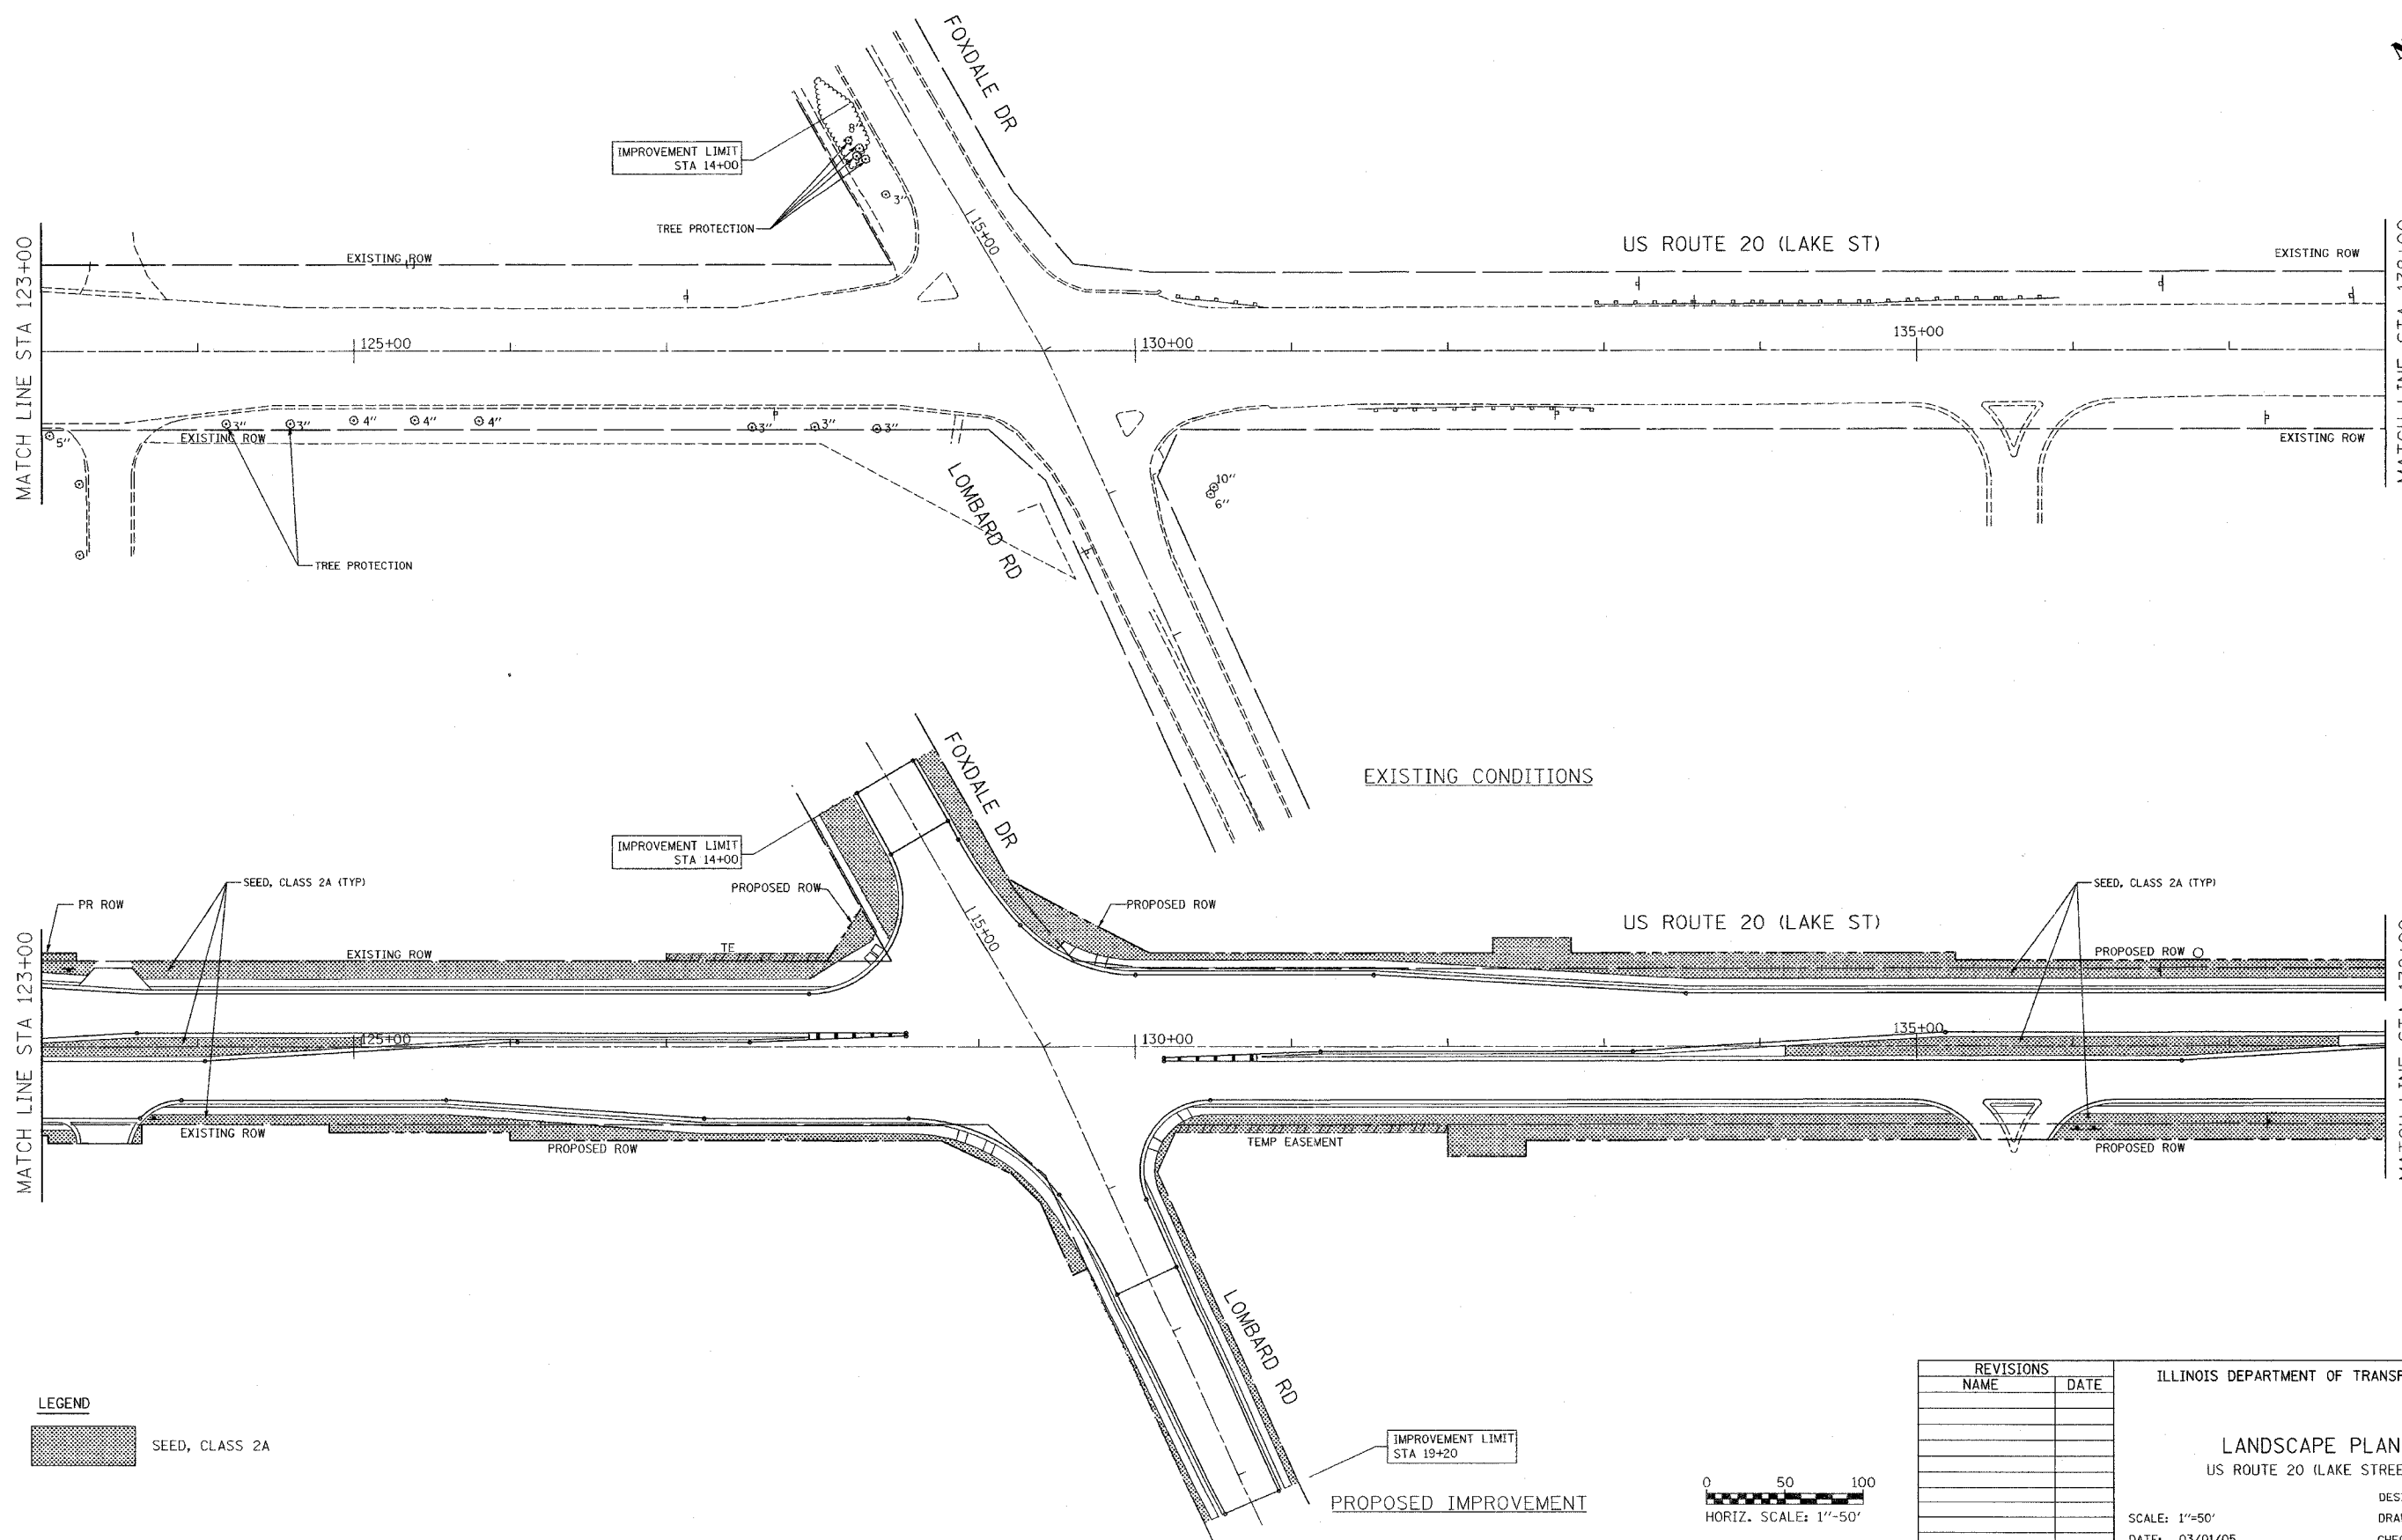 FOXDALE DR
IMPROVEMENT LIMIT
STA 14+00
8"
3"
TREE PROTECTION
15+00
MATCH LINE STA 123+00
EXISTING ROW
US ROUTE 20 (LAKE ST)
EXISTING ROW
125+00
130+00
135+00
5"
3"
3"
4"
4"
4"
3"
3"
3"
EXISTING ROW
EXISTING ROW
10"
6"
LOMBARD RD
TREE PROTECTION
EXISTING CONDITIONS
FOXDALE DR
IMPROVEMENT LIMIT
STA 14+00
SEED, CLASS 2A (TYP)
PROPOSED ROW
PR ROW
PROPOSED ROW
SEED, CLASS 2A (TYP)
15+00
US ROUTE 20 (LAKE ST)
MATCH LINE STA 123+00
EXISTING ROW
TE
PROPOSED ROW
125+00
130+00
135+00
EXISTING ROW
PROPOSED ROW
TEMP EASEMENT
PROPOSED ROW
LOMBARD RD
LEGEND
SEED, CLASS 2A
IMPROVEMENT LIMIT
STA 19+20
PROPOSED IMPROVEMENT
0 50 100
HORIZ. SCALE: 1"-50'
REVISIONS
NAME DATE
ILLINOIS DEPARTMENT OF
LANDSCAPE PLAN
US ROUTE 20 (LAKE
SCALE: 1"=50'
DATE: 03/01/05